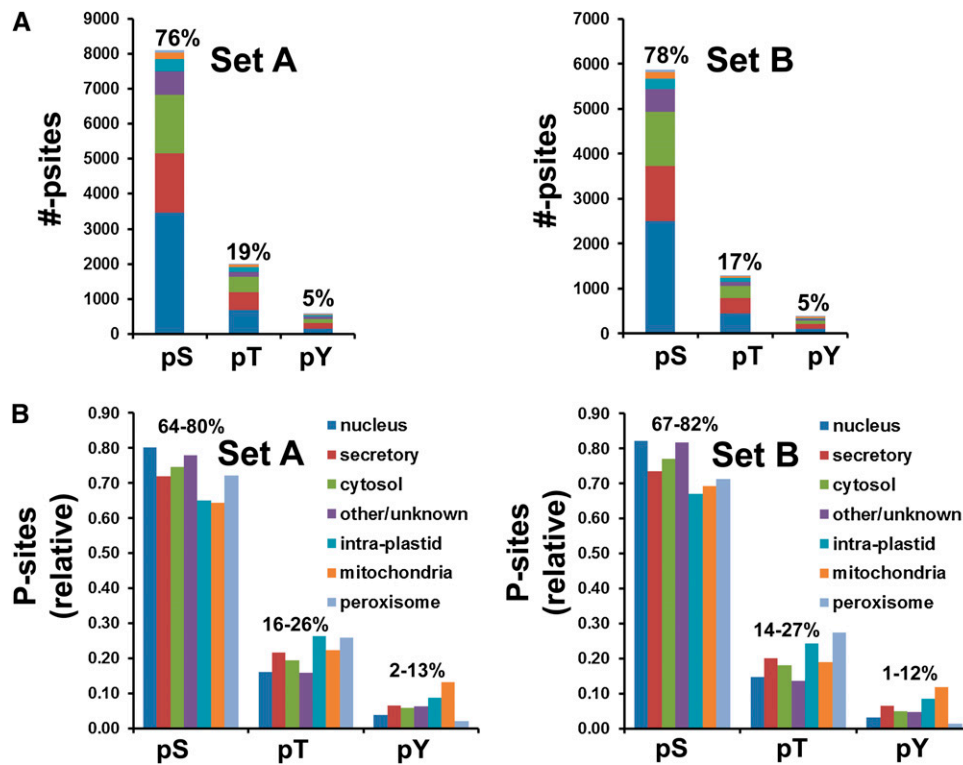 A
#-psites
9000
8000
7000
6000
5000
4000
3000
2000
1000
0
76%
Set A
19%
5%
pS
pT
pY
#-psites
7000
6000
5000
4000
3000
2000
1000
0
78%
Set B
17%
5%
pS
pT
pY
B
P-sites
(relative)
0.90
0.80
0.70
0.60
0.50
0.40
0.30
0.20
0.10
0.00
64-80%
Set A
16-26%
2-13%
nucleus
secretory
cytosol
other/unknown
intra-plastid
mitochondria
peroxisome
pS
pT
pY
P-sites
(relative)
0.90
0.80
0.70
0.60
0.50
0.40
0.30
0.20
0.10
0.00
67-82%
Set B
14-27%
1-12%
nucleus
secretory
cytosol
other/unknown
intra-plastid
mitochondria
peroxisome
pS
pT
pY